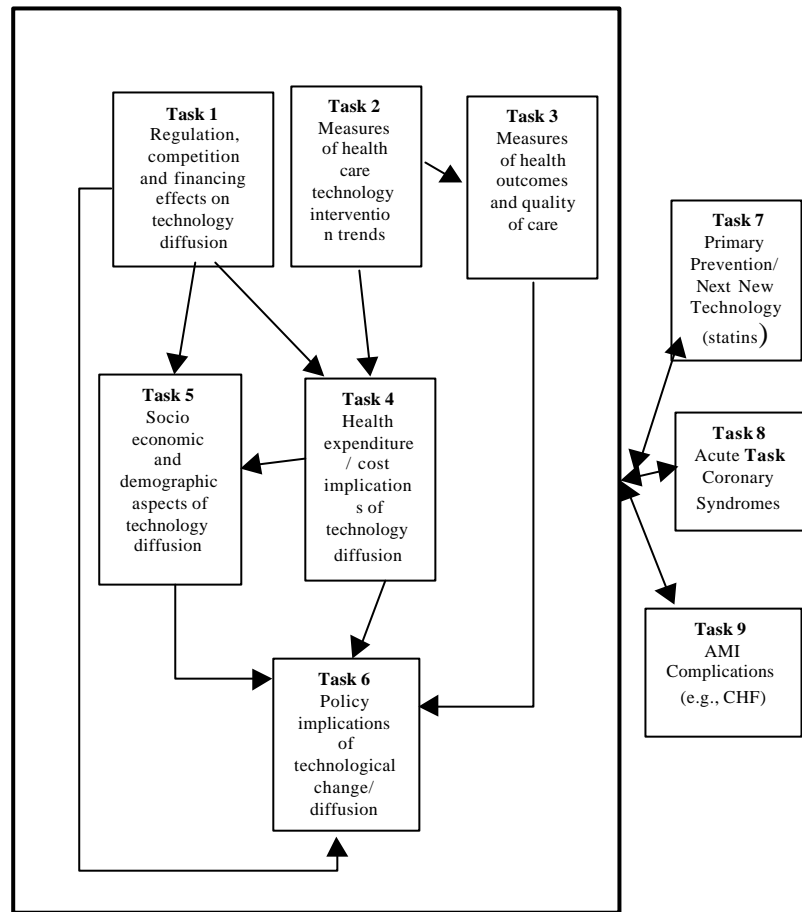 Task 1
Regulation,
competition
and financing
effects on
technology
diffusion
Task 2
Measures
of health
care
technology
interventio
n trends
Task 3
Measures
of health
outcomes
and quality
of care
Task 5
Socio
economic
and
demographic
aspects of
technology
diffusion
Task 4
Health
expenditure
/ cost
implication
s of
technology
diffusion
Task 6
Policy
implications
of
technological
change/
diffusion
Task 7
Primary
Prevention/
Next New
Technology
(statins)
Task 8
Acute Task
Coronary
Syndromes
Task 9
AMI
Complications
(e.g., CHF)